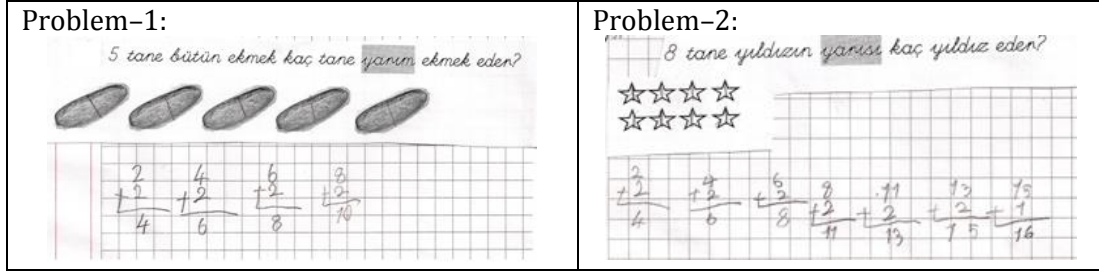 Problem–1:
5 tane bütün ekmek kaç tane yarım ekmek eder?
2 4 6 8
+2 +2 +2 +2
4 6 8 10
Problem–2:
8 tane yıldızın yarısı kaç yıldız eder?
2 4 6 8 11 13 15
+2 +2 +2 +2 +2 +2 +1
4 6 8 11 13 15 16